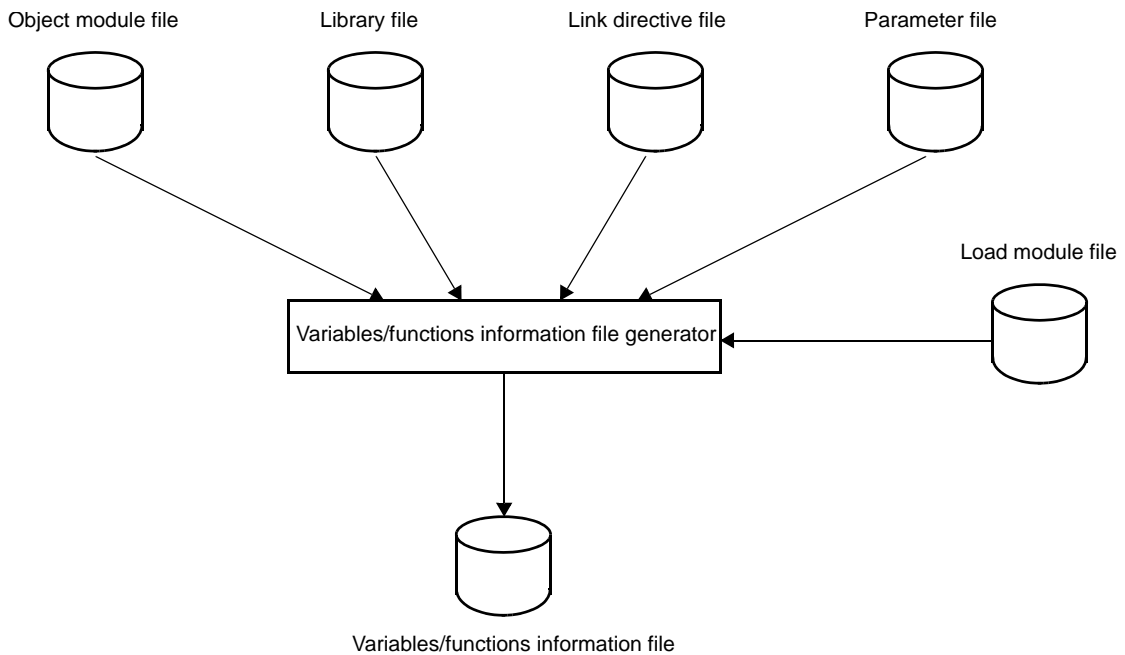 Object module file
Library file
Link directive file
Parameter file
Load module file
Variables/functions information file generator
Variables/functions information file